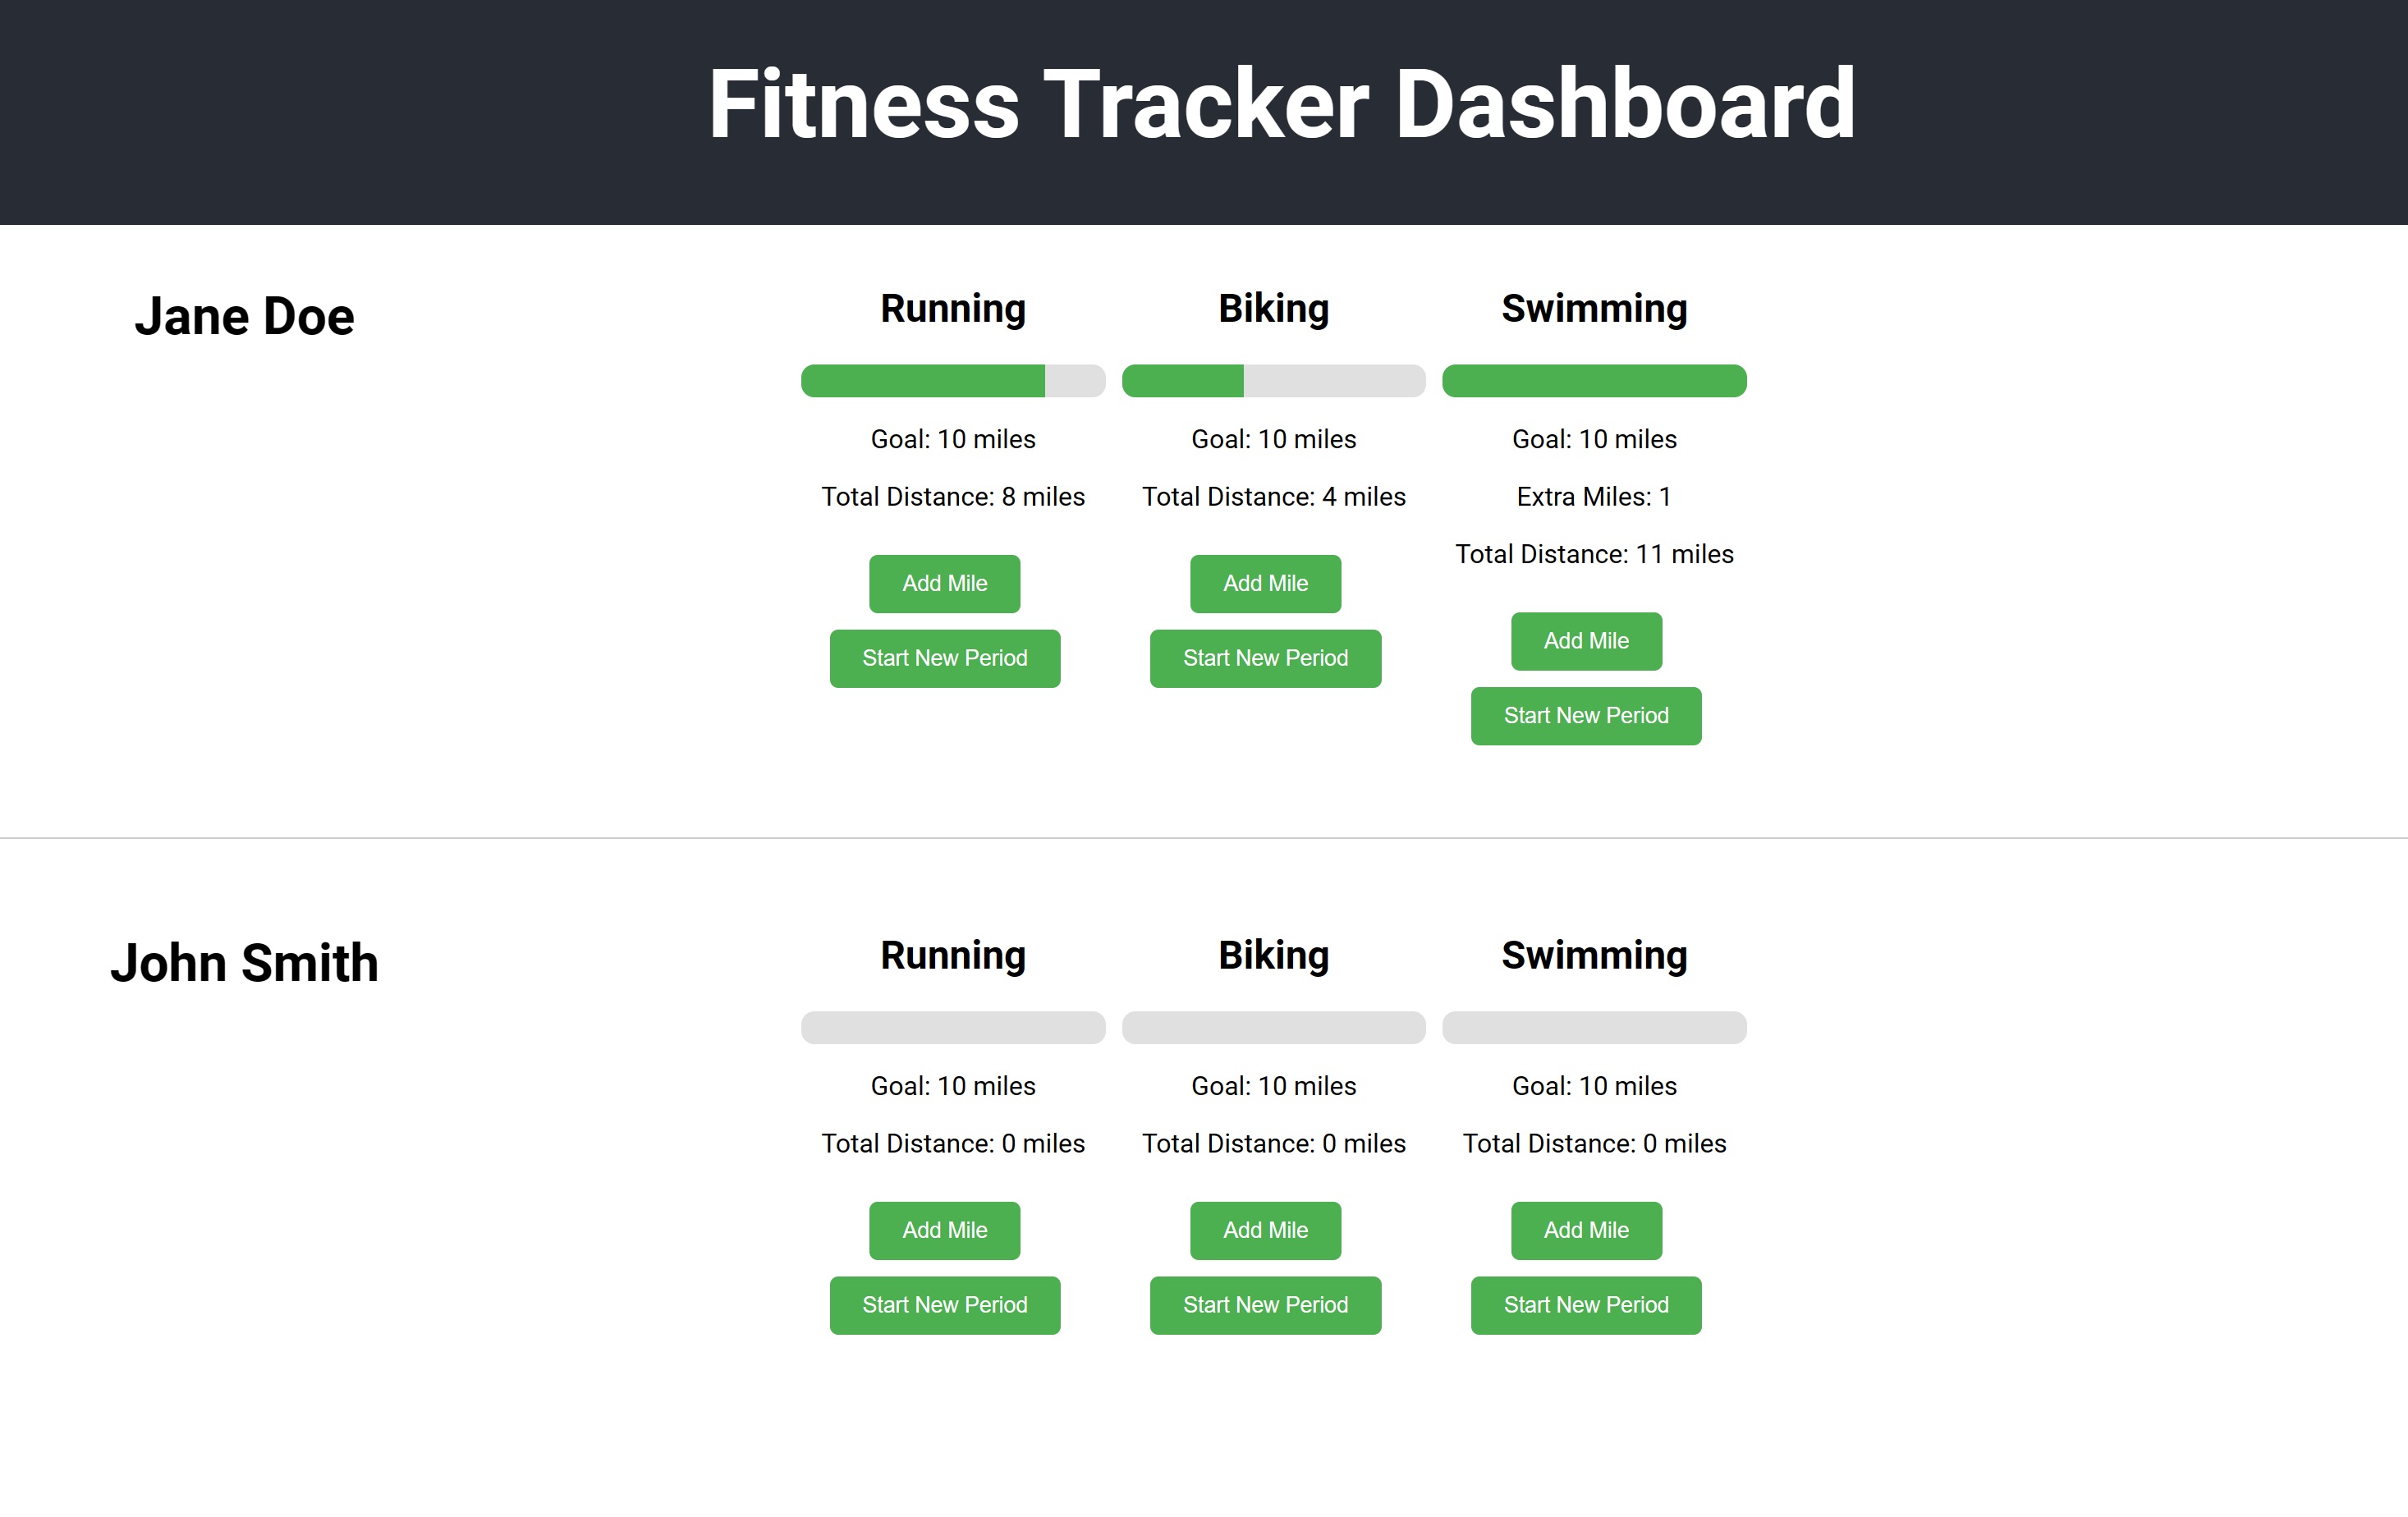 Fitness Tracker Dashboard
Jane Doe
Running
Goal: 10 miles
Total Distance: 8 miles
Add Mile
Start New Period
Biking
Goal: 10 miles
Total Distance: 4 miles
Add Mile
Start New Period
Swimming
Goal: 10 miles
Extra Miles: 1
Total Distance: 11 miles
Add Mile
Start New Period
John Smith
Running
Goal: 10 miles
Total Distance: 0 miles
Add Mile
Start New Period
Biking
Goal: 10 miles
Total Distance: 0 miles
Add Mile
Start New Period
Swimming
Goal: 10 miles
Total Distance: 0 miles
Add Mile
Start New Period